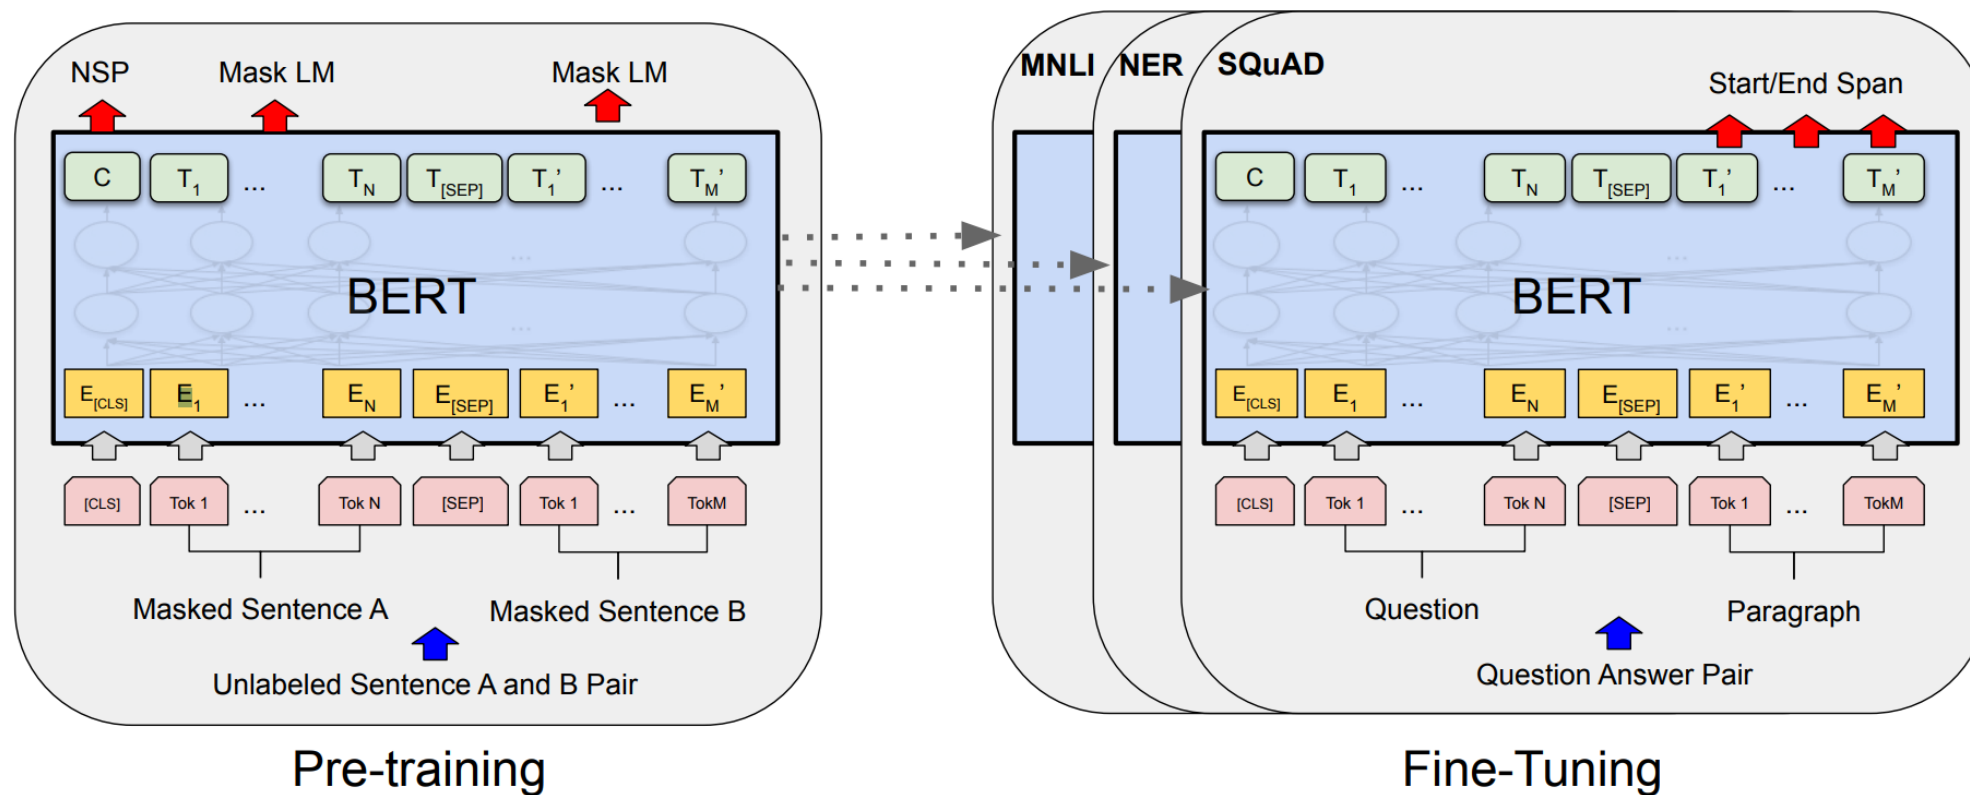 NSP Mask LM Mask LM
C T1 ... TN T[SEP] T1’ ... TM’
...
BERT
...
E[CLS] E1 ... EN E[SEP] E1’ ... EM’
[CLS] Tok 1 ... Tok N [SEP] Tok 1 ... TokM
Masked Sentence A Masked Sentence B
Unlabeled Sentence A and B Pair
Pre-training
MNLI NER SQuAD
Start/End Span
C T1 ... TN T[SEP] T1’ ... TM’
...
BERT
...
E[CLS] E1 ... EN E[SEP] E1’ ... EM’
[CLS] Tok 1 ... Tok N [SEP] Tok 1 ... TokM
Question Paragraph
Question Answer Pair
Fine-Tuning